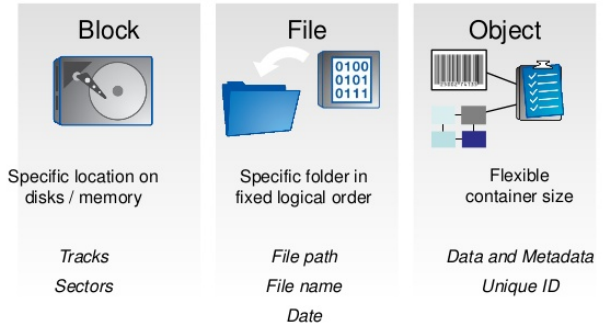 Block
Specific location on
disks / memory
Tracks
Sectors
File
0100
0101
0111
Specific folder in
fixed logical order
File path
File name
Date
Object
Flexible
container size
Data and Metadata
Unique ID